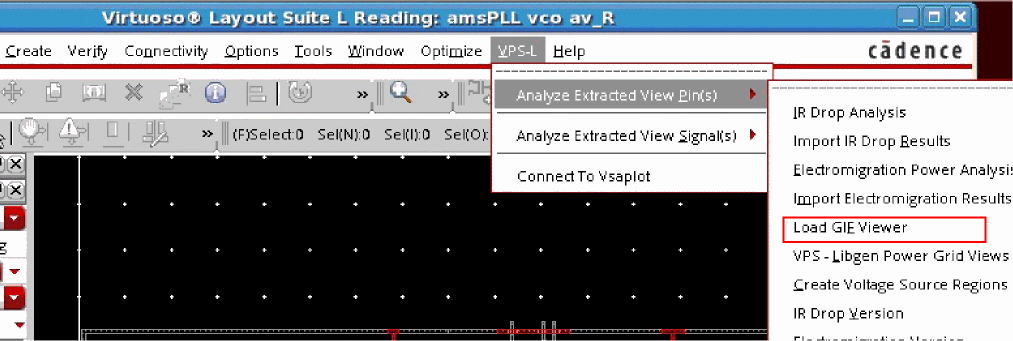 Virtuoso® Layout Suite L Reading: amsPLL vco av_R
Create Verify Connectivity Options Tools Window Optimize VPS-L Help
cādence
Analyze Extracted View Pin(s)
Analyze Extracted View Signal(s)
Connect To Vsaplot
IR Drop Analysis
Import IR Drop Results
Electromigration Power Analysis
Import Electromigration Results
Load GIE Viewer
VPS - Libgen Power Grid Views
Create Voltage Source Regions
IR Drop Version
R
» »
» (F)Select:0 Sel(N):0 Sel(I):0 Sel(O):
g